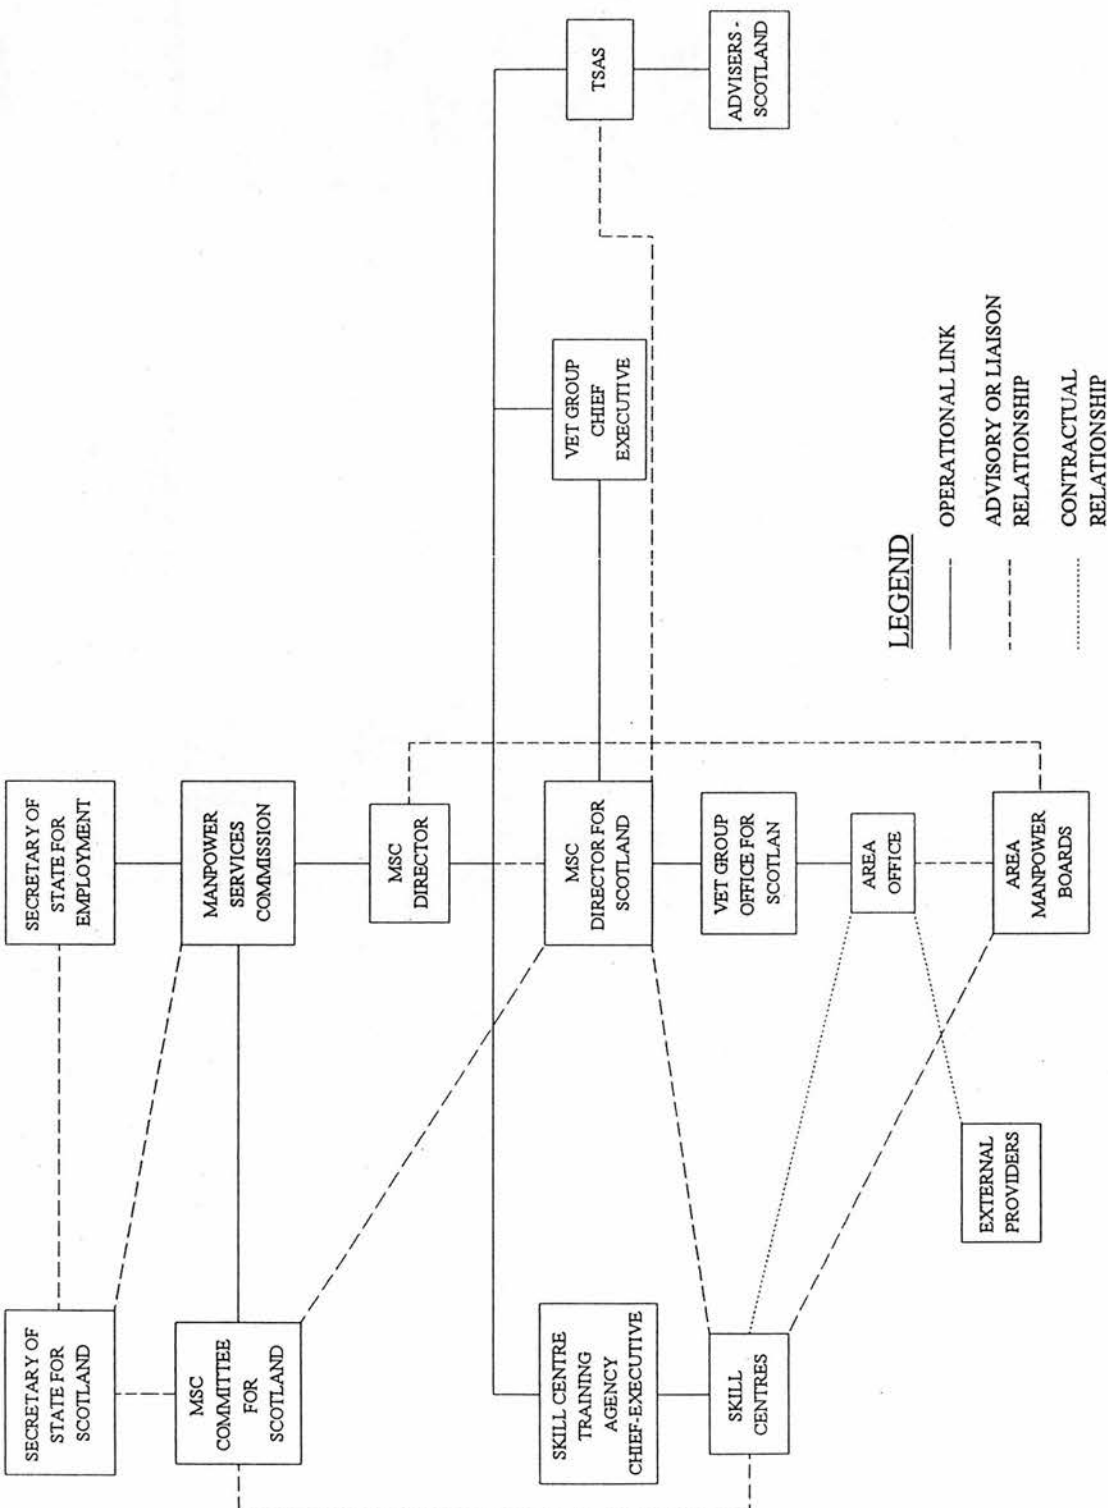 SECRETARY OF
STATE FOR
SCOTLAND
SECRETARY OF
STATE FOR
EMPLOYMENT
MSC
COMMITTEE
FOR
SCOTLAND
MANPOWER
SERVICES
COMMISSION
MSC
DIRECTOR
SKILL CENTRE
TRAINING
AGENCY
CHIEF-EXECUTIVE
MSC
DIRECTOR FOR
SCOTLAND
VET GROUP
CHIEF
EXECUTIVE
TSAS
SKILL
CENTRES
VET GROUP
OFFICE FOR
SCOTLAN
ADVISERS -
SCOTLAND
AREA
OFFICE
EXTERNAL
PROVIDERS
AREA
MANPOWER
BOARDS
LEGEND
OPERATIONAL LINK
ADVISORY OR LIAISON
RELATIONSHIP
CONTRACTUAL
RELATIONSHIP